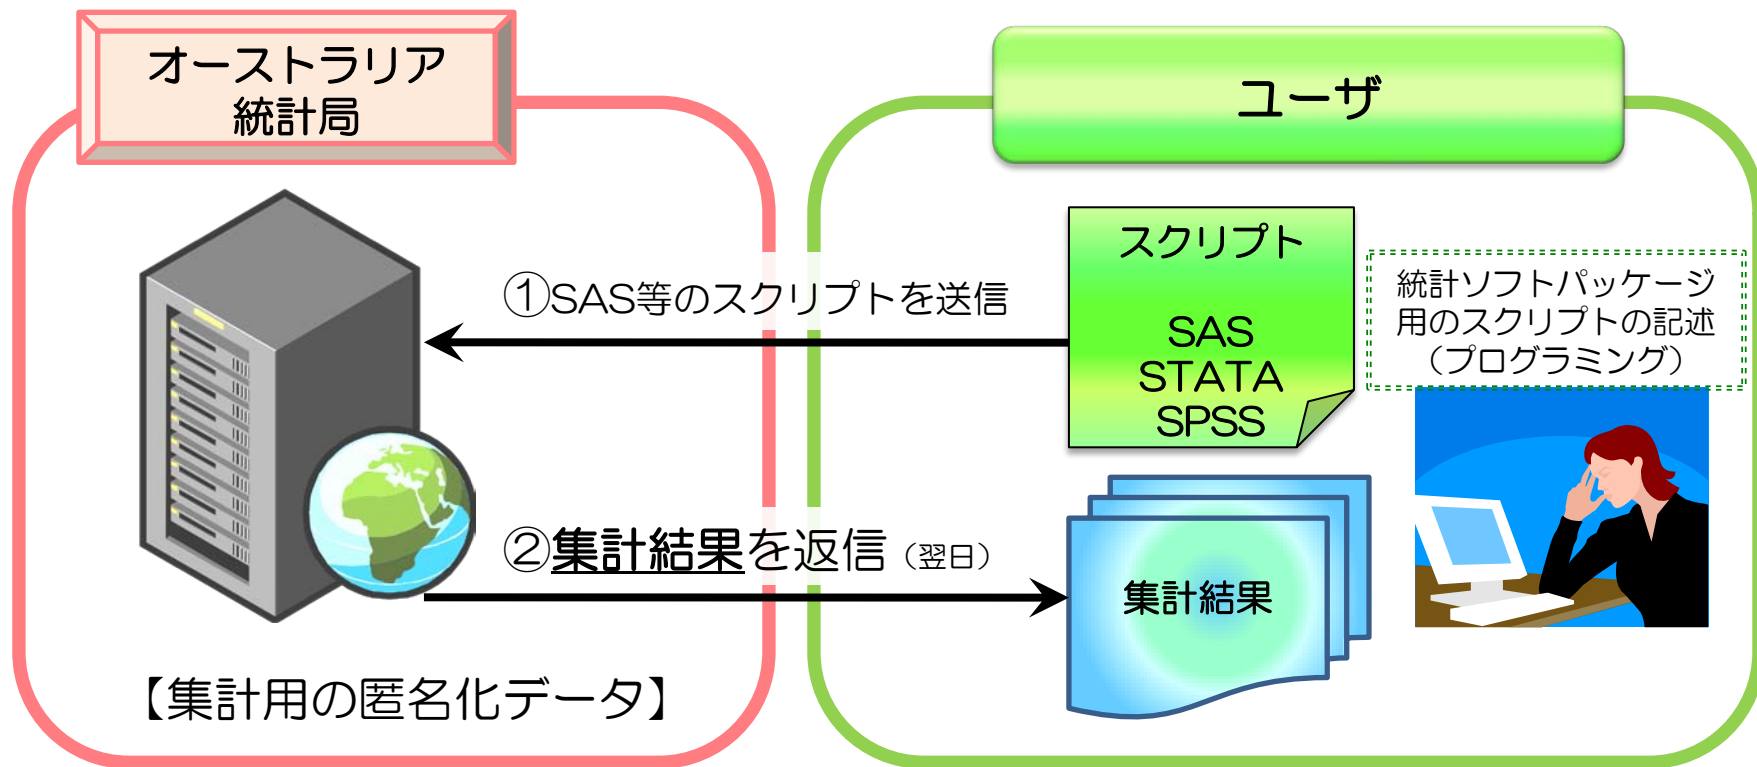 オーストラリア
統計局
ユーザ
スクリプト
SAS
STATA
SPSS
統計ソフトパッケージ
用のスクリプトの記述
（プログラミング）
①SAS等のスクリプトを送信
②集計結果を返信（翌日）
集計結果
【集計用の匿名化データ】